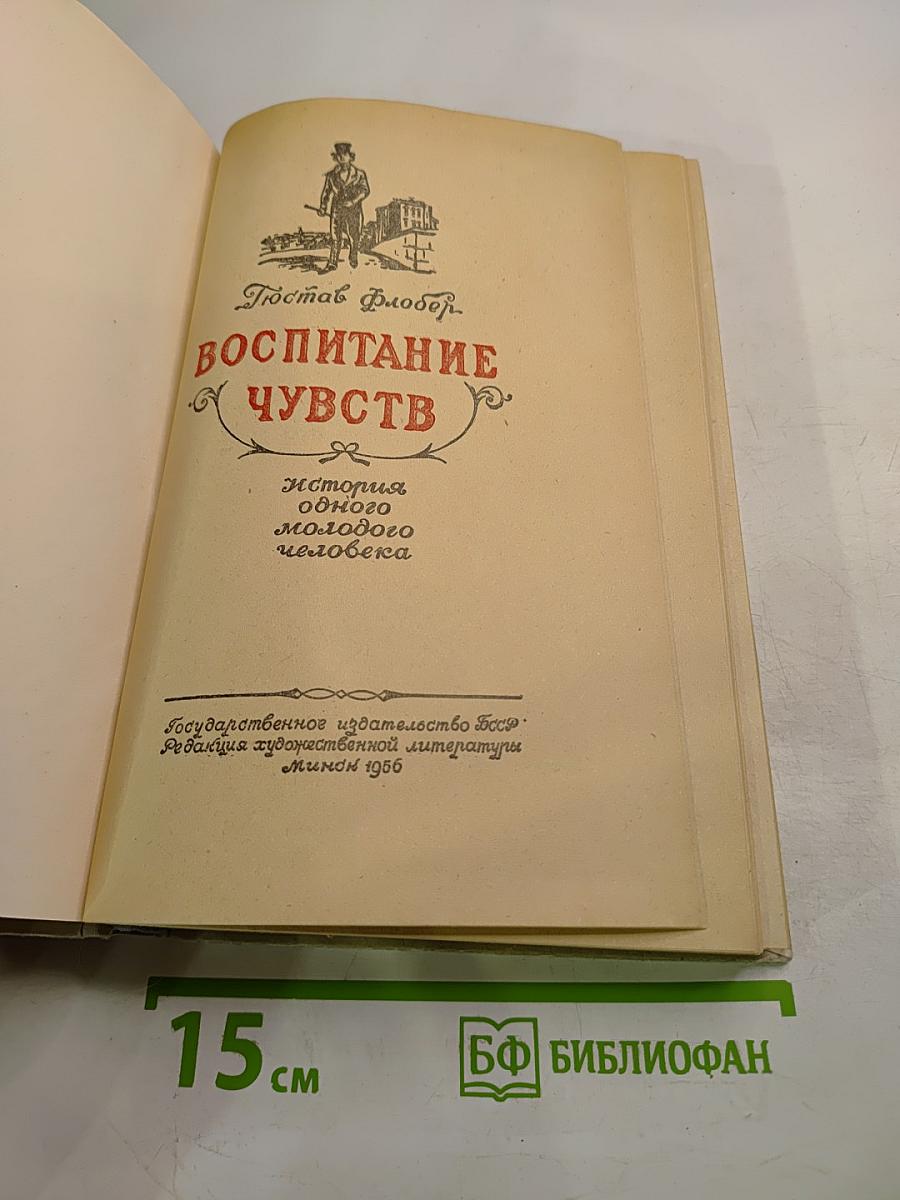 Гюстав Флобер
ВОСПИТАНИЕ
ЧУВСТВ
История
одного
молодого
человека
Государственное издательство БССР
Редакция художественной литературы
Минск 1956
15 см
БФ БИБЛИОФАН